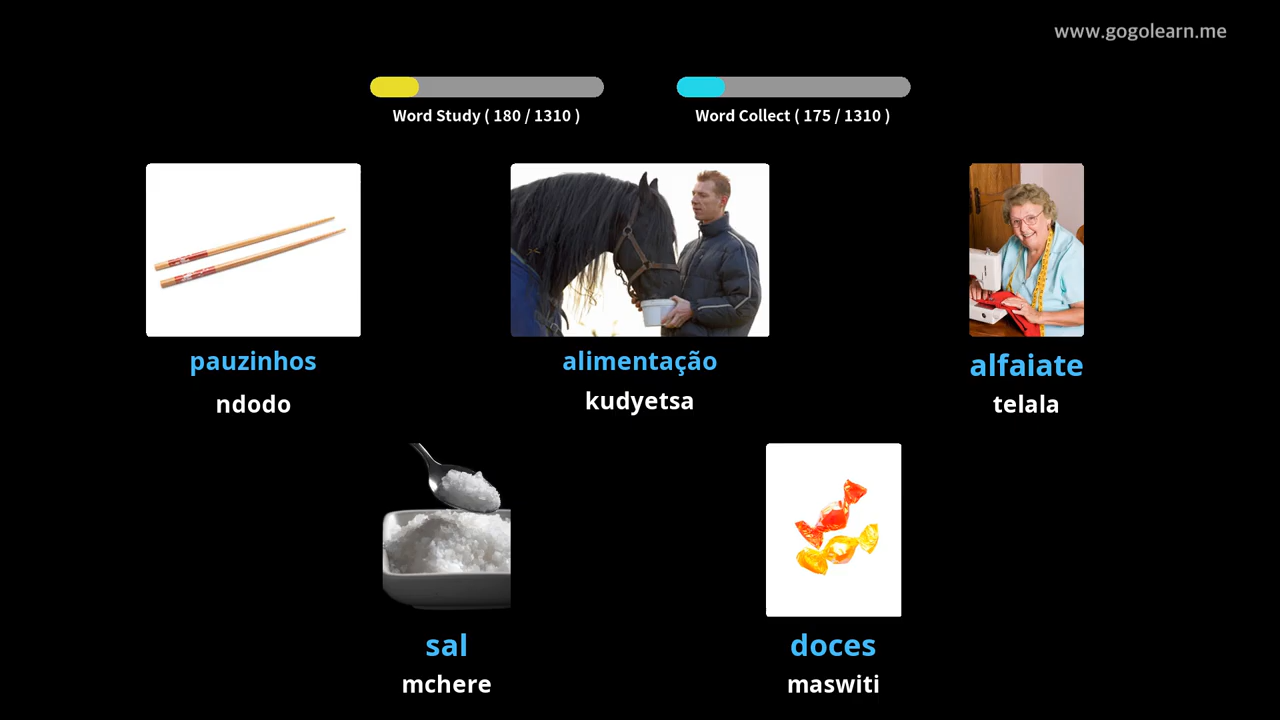 www.gogolearn.me
Word Study ( 180 / 1310 )
Word Collect ( 175 / 1310 )
pauzinhos
alimentação
alfaiate
ndodo
kudyetsa
telala
sal
doces
mchere
maswiti